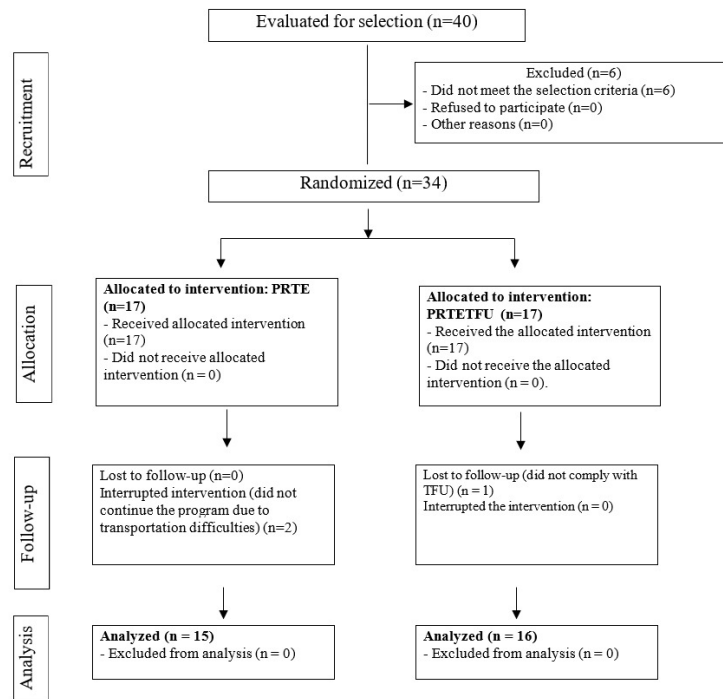 Evaluated for selection (n=40)
Recruitment
Excluded (n=6)
- Did not meet the selection criteria (n=6)
- Refused to participate (n=0)
- Other reasons (n=0)
Randomized (n=34)
Allocation
Allocated to intervention: PRTE
(n=17)
- Received allocated intervention
(n=17)
- Did not receive allocated
intervention (n = 0)
Allocated to intervention:
PRTETFU (n=17)
- Received the allocated intervention
(n=17)
- Did not receive the allocated
intervention (n = 0).
Follow-up
Lost to follow-up (n=0)
Interrupted intervention (did not
continue the program due to
transportation difficulties) (n=2)
Lost to follow-up (did not comply with
TFU) (n = 1)
Interrupted the intervention (n = 0)
Analysis
Analyzed (n = 15)
- Excluded from analysis (n = 0)
Analyzed (n = 16)
- Excluded from analysis (n = 0)